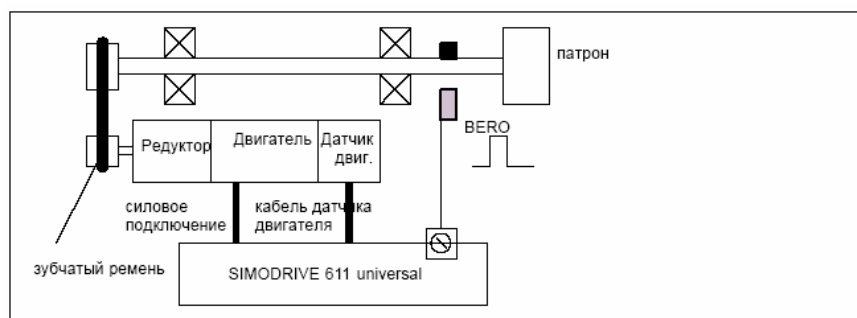 патрон
BERO
Редуктор
Двигатель
Датчик
двиг.
силовое
подключение
кабель датчика
двигателя
зубчатый ремень
SIMODRIVE 611 universal